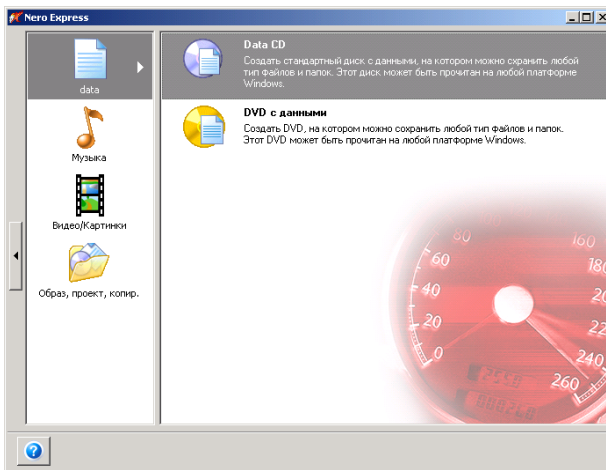 Nero Express
data
Музыка
Видео/Картинки
Образ, проект, копир.
Data CD
Создать стандартный диск с данными, на котором можно сохранить любой
тип файлов и папок. Этот диск может быть прочитан на любой платформе
Windows.
DVD с данными
Создать DVD, на котором можно сохранить любой тип файлов и папок.
Этот DVD может быть прочитан на любой платформе Windows.
0
20
40
60
80
160
180
20
22
240
260